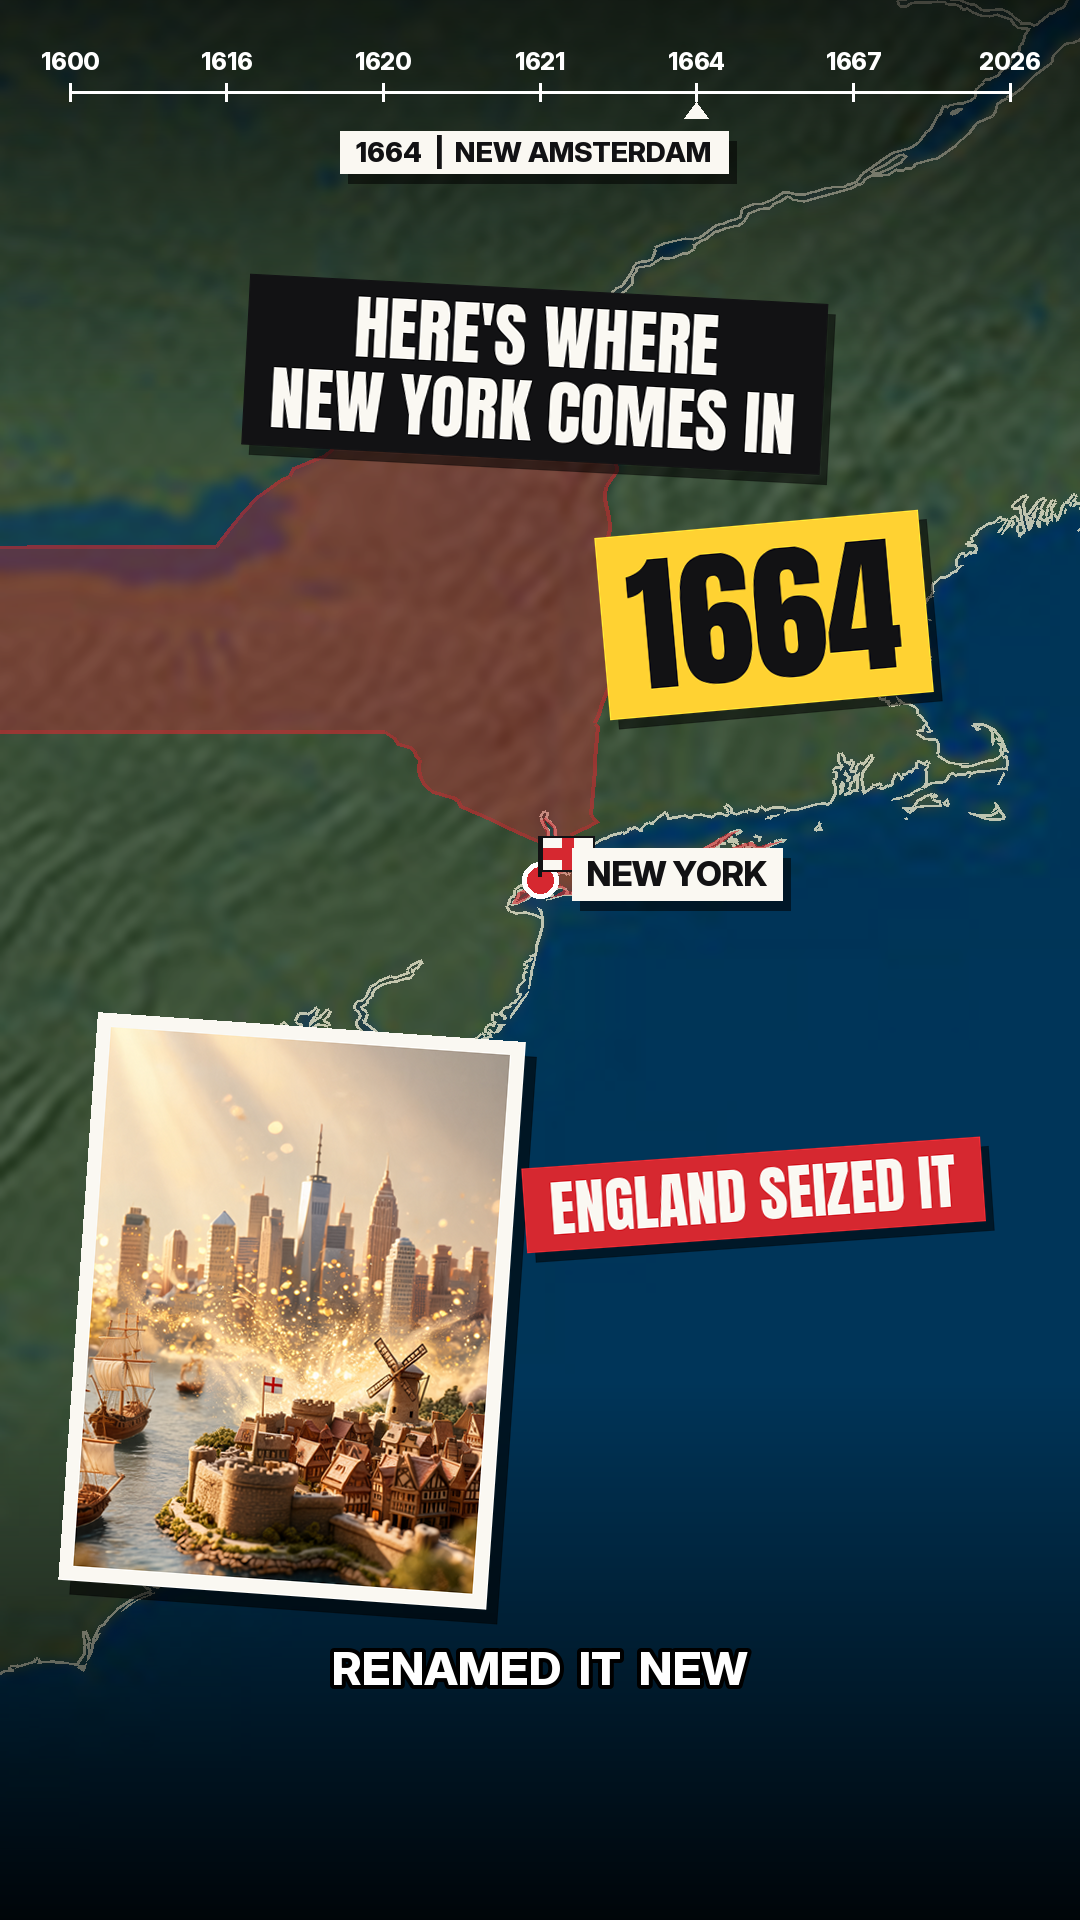 1600 1616 1620 1621 1664 1667 2026
1664 | NEW AMSTERDAM
HERE'S WHERE
NEW YORK COMES IN
1664
NEW YORK
ENGLAND SEIZED IT
RENAMED IT NEW